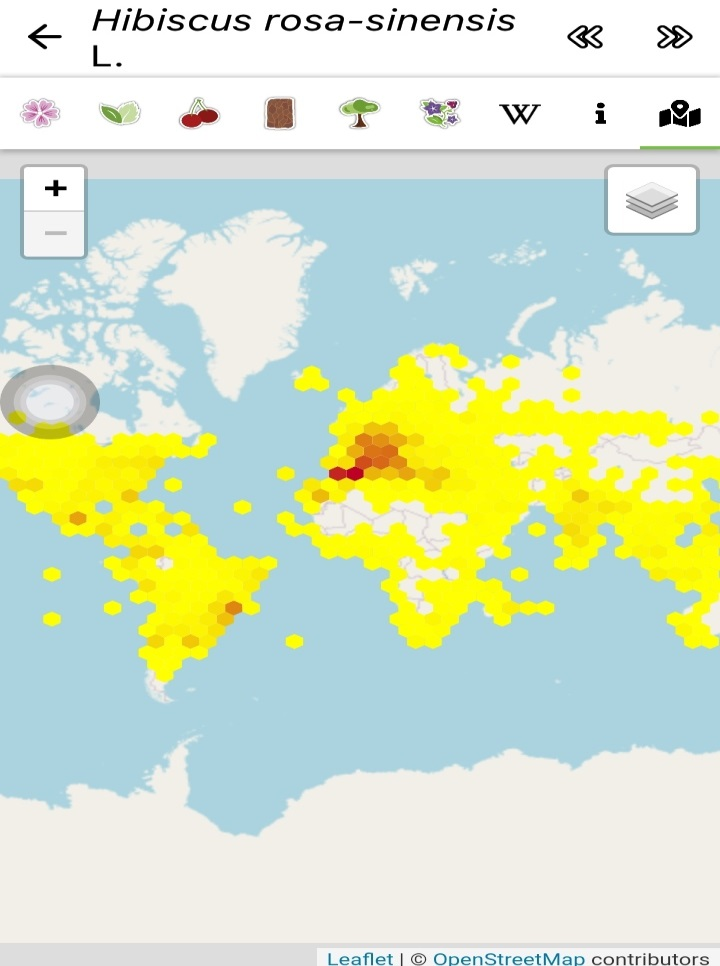 Hibiscus rosa-sinensis
L.
W
i
+
−
Leaflet | © OpenStreetMap contributors